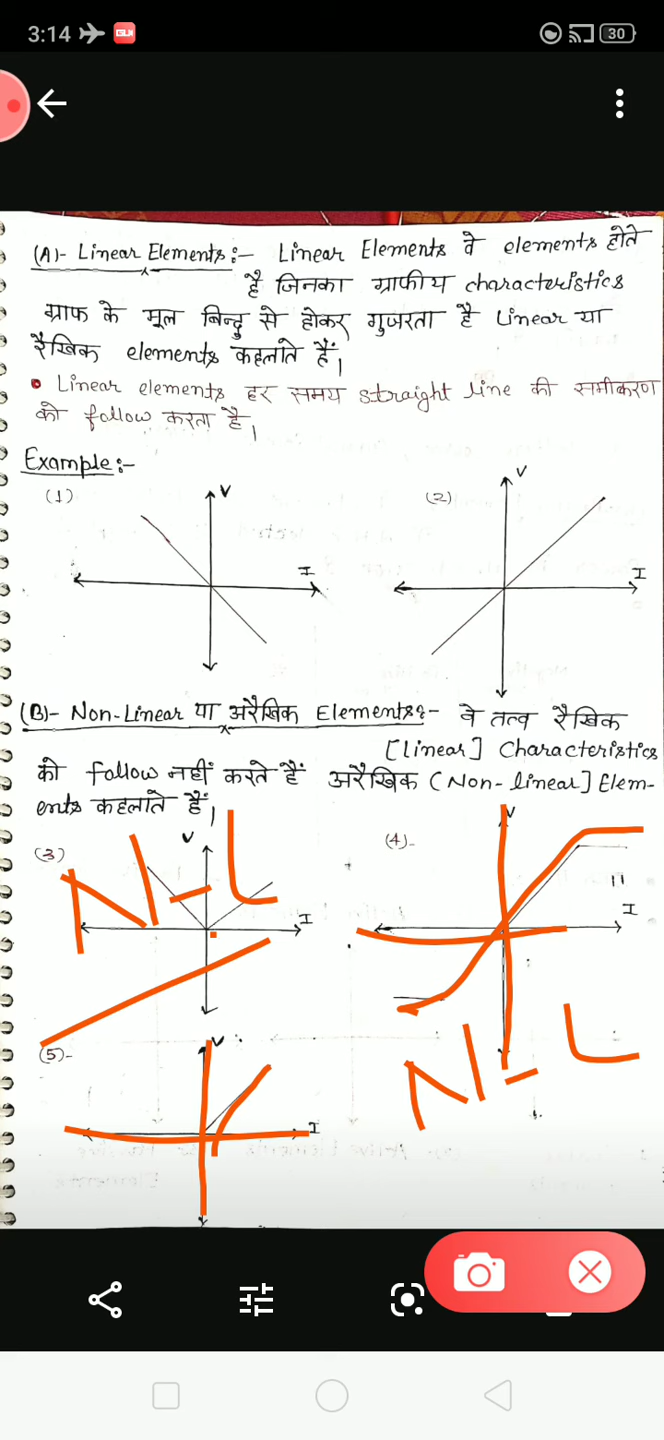 3:14
30
(A)- Linear Elements :- Linear Elements वे elements होते
है जिनका ग्राफीय characteristics
ग्राफ के मूल बिन्दु से होकर गुजरता है Linear या
रैखिक elements कहलाते हैं।
• Linear elements हर समय straight line की समीकरण
को follow करता है।
Example:-
(1)
V
I
(2)
V
I
(B)- Non-Linear या अरैखिक Elements:- वे तत्व रैखिक
[linear] Characteristics
को follow नहीं करते हैं अरैखिक (Non-linear] Elem-
ents कहलाते हैं।
(3)
V
I
N-L
(4)-
V
I
N-L
(5)-
V
I